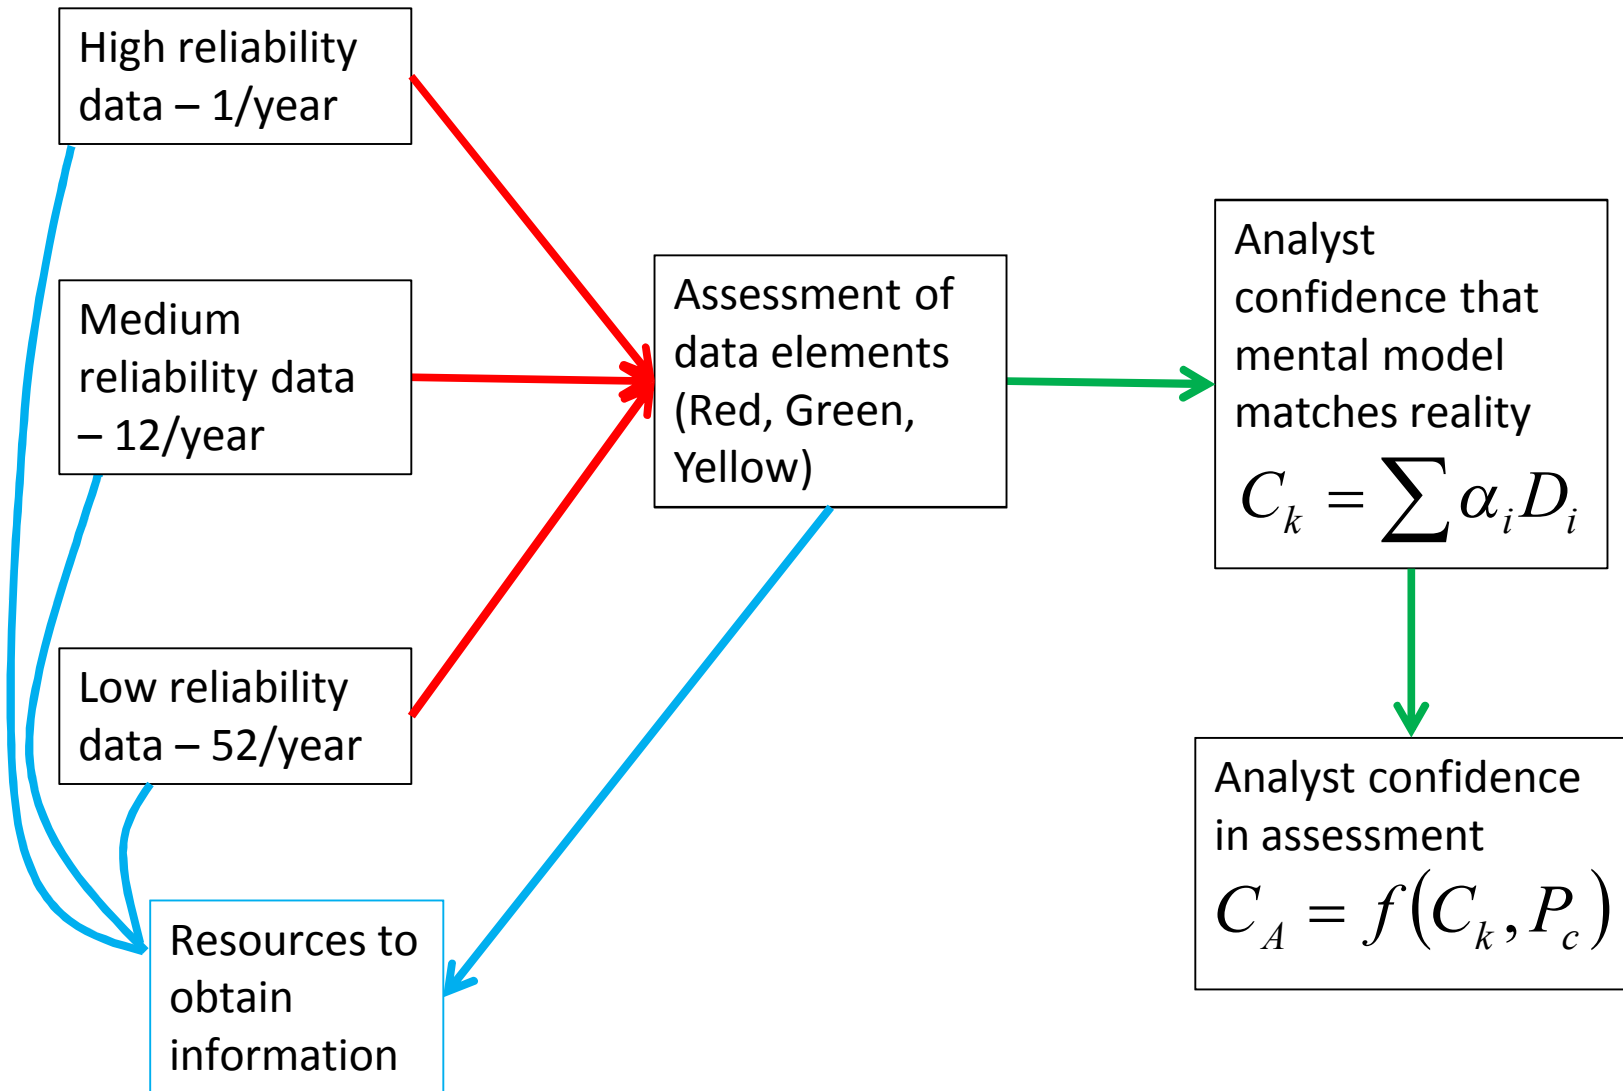 High reliability
data – 1/year
Medium
reliability data
– 12/year
Low reliability
data – 52/year
Resources to
obtain
information
Assessment of
data elements
(Red, Green,
Yellow)
Analyst
confidence that
mental model
matches reality
C_k = ∑ α_i D_i
Analyst confidence
in assessment
C_A = f(C_k, P_c)